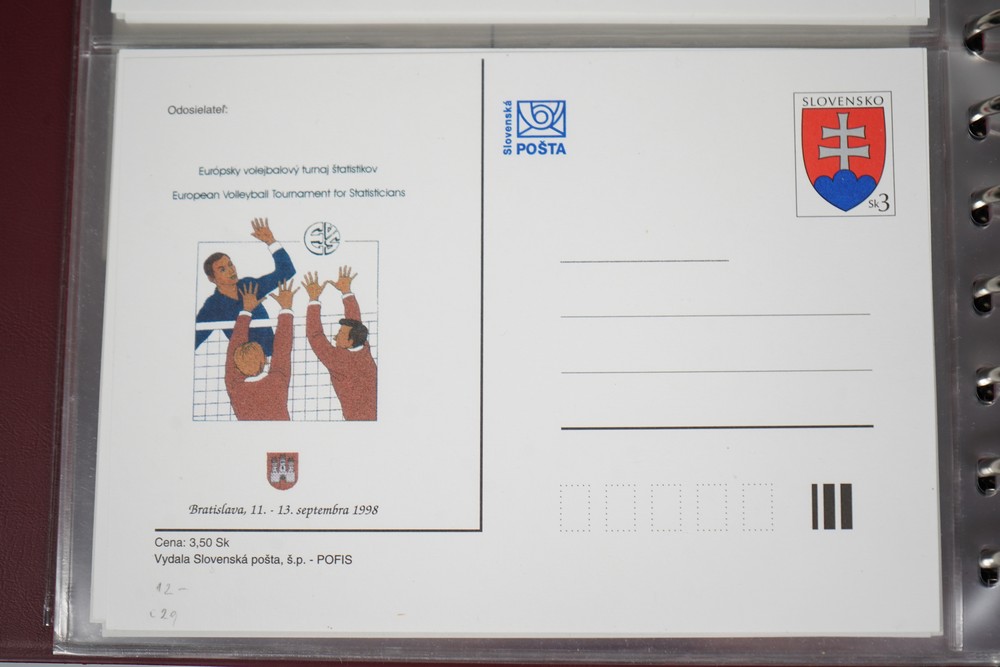 Odosielateľ:
Európsky volejbalový turnaj štatistikov
European Volleyball Tournament for Statisticians
Bratislava, 11. - 13. septembra 1998
Cena: 3,50 Sk
Vydala Slovenská pošta, š.p. - POFIS
12 -
Slovenská
POŠTA
SLOVENSKO
Sk3